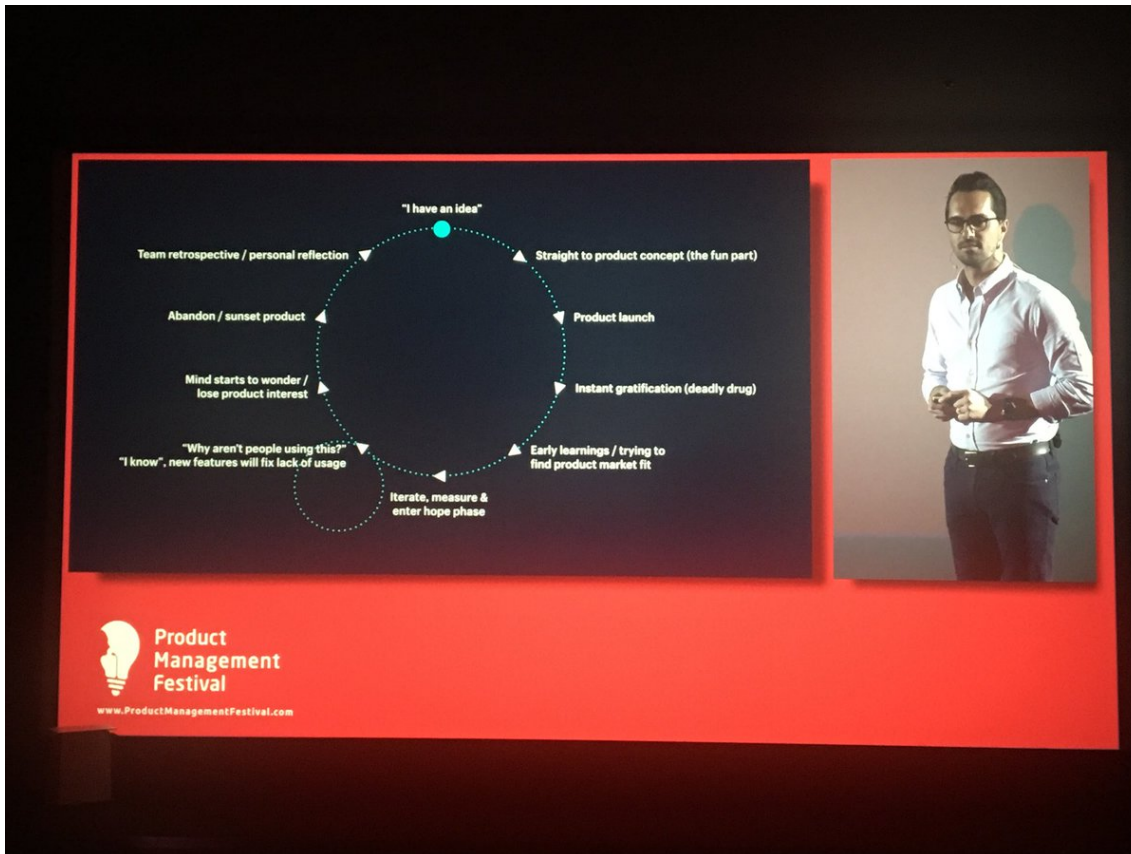 "I have an idea"
Straight to product concept (the fun part)
Product launch
Instant gratification (deadly drug)
Early learnings / trying to
find product market fit
Iterate, measure &
enter hope phase
"Why aren't people using this?"
"I know", new features will fix lack of usage
Mind starts to wonder /
lose product interest
Abandon / sunset product
Team retrospective / personal reflection
Product
Management
Festival
www.ProductManagementFestival.com